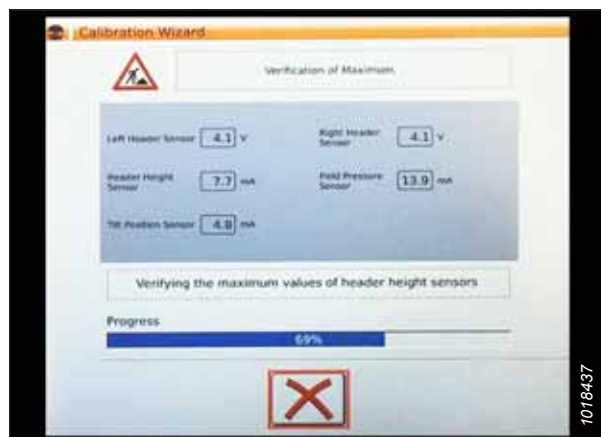 Calibration Wizard
Verification of Maximum
Left Header Sensor 4.1 V
Right Header
Sensor 4.1 V
Header Height
Sensor 7.7 mA
Field Pressure
Sensor 13.9 mA
Tilt Position Sensor 4.8 mA
Verifying the maximum values of header height sensors
Progress
69%
1018437